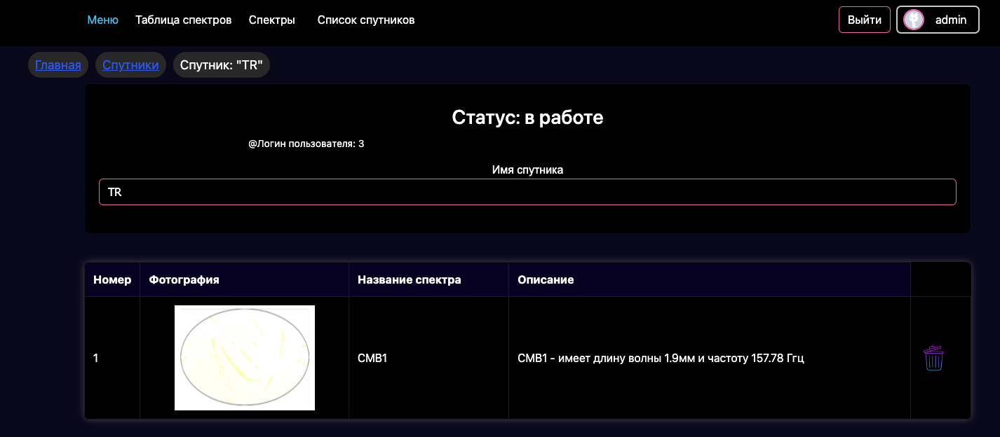 Меню Таблица спектров Спектры Список спутников Выйти admin
Главная Спутники Спутник: "TR"
Статус: в работе
@Логин пользователя: 3
Имя спутника
TR
Номер Фотография Название спектра Описание
1 CMB1 CMB1 - имеет длину волны 1.9мм и частоту 157.78 Ггц